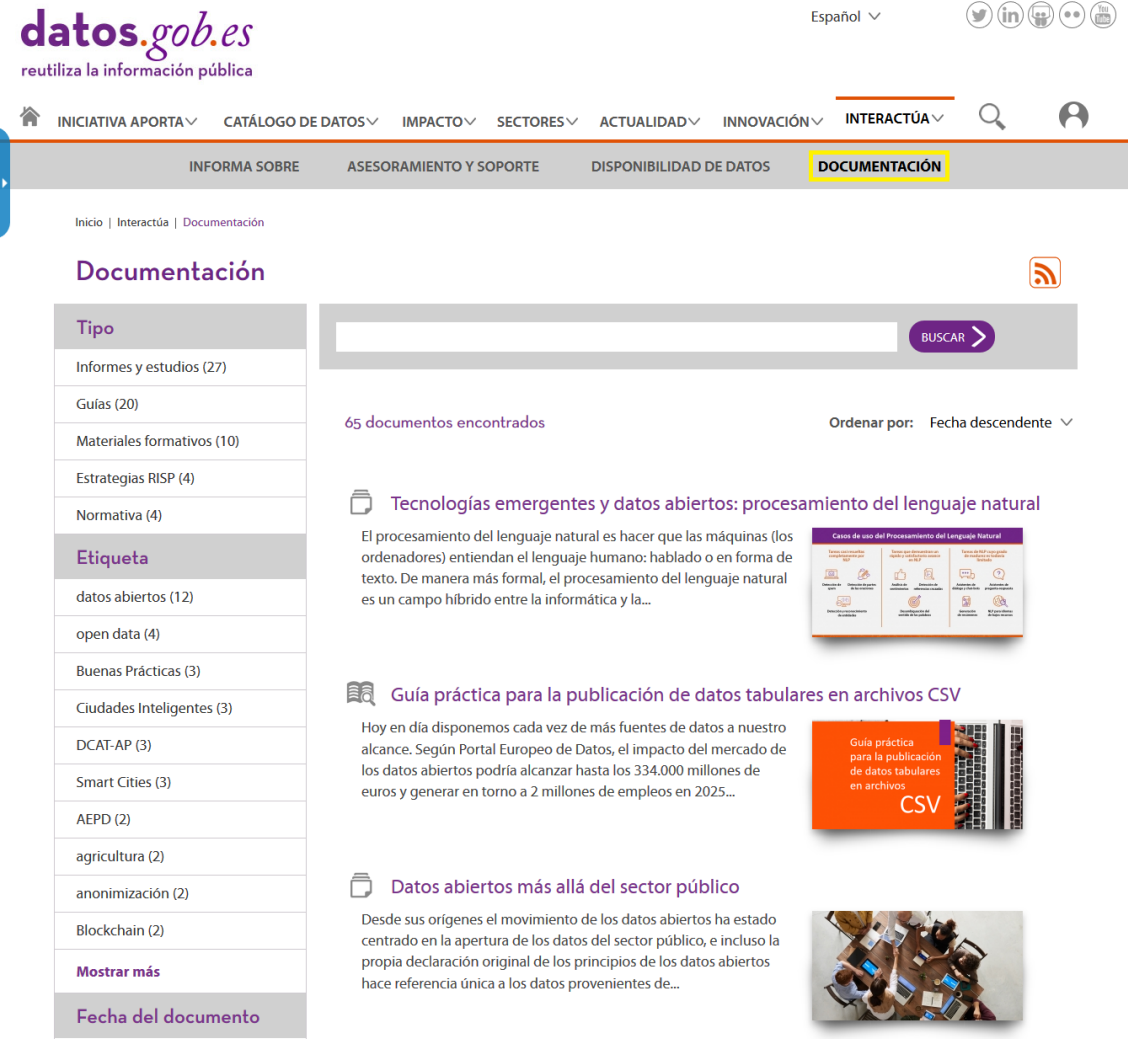 datos.gob.es
reutiliza la información pública
Español
You
Tube
INICIATIVA APORTA
CATÁLOGO DE DATOS
IMPACTO
SECTORES
ACTUALIDAD
INNOVACIÓN
INTERACTÚA
INFORMA SOBRE
ASESORAMIENTO Y SOPORTE
DISPONIBILIDAD DE DATOS
DOCUMENTACIÓN
Inicio | Interactúa | Documentación
Documentación
Tipo
Informes y estudios (27)
Guías (20)
Materiales formativos (10)
Estrategias RISP (4)
Normativa (4)
Etiqueta
datos abiertos (12)
open data (4)
Buenas Prácticas (3)
Ciudades Inteligentes (3)
DCAT-AP (3)
Smart Cities (3)
AEPD (2)
agricultura (2)
anonimización (2)
Blockchain (2)
Mostrar más
Fecha del documento
BUSCAR
65 documentos encontrados
Ordenar por: Fecha descendente
Tecnologías emergentes y datos abiertos: procesamiento del lenguaje natural
El procesamiento del lenguaje natural es hacer que las máquinas (los
ordenadores) entiendan el lenguaje humano: hablado o en forma de
texto. De manera más formal, el procesamiento del lenguaje natural
es un campo híbrido entre la informática y la...
Casos de uso del Procesamiento del Lenguaje Natural
Guía práctica para la publicación de datos tabulares en archivos CSV
Hoy en día disponemos cada vez de más fuentes de datos a nuestro
alcance. Según Portal Europeo de Datos, el impacto del mercado de
los datos abiertos podría alcanzar hasta los 334.000 millones de
euros y generar en torno a 2 millones de empleos en 2025...
Guía práctica
para la publicación
de datos tabulares
en archivos
CSV
Datos abiertos más allá del sector público
Desde sus orígenes el movimiento de los datos abiertos ha estado
centrado en la apertura de los datos del sector público, e incluso la
propia declaración original de los principios de los datos abiertos
hace referencia única a los datos provenientes de...